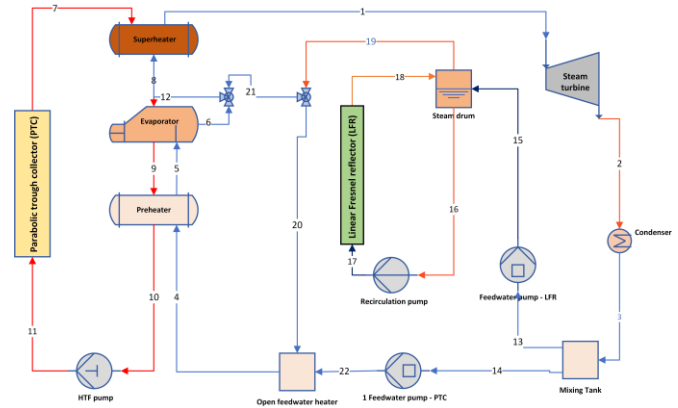 7
1
Superheater
19
Steam
turbine
8
18
21
12
Steam drum
Evaporator
6
15
Parabolic trough collector (PTC)
Linear Fresnel reflector (LFR)
2
9
5
Preheater
16
20
Condenser
17
4
10
Recirculation pump
Feedwater pump - LFR
3
11
13
22
14
HTF pump
Open feedwater heater
1 Feedwater pump - PTC
Mixing Tank